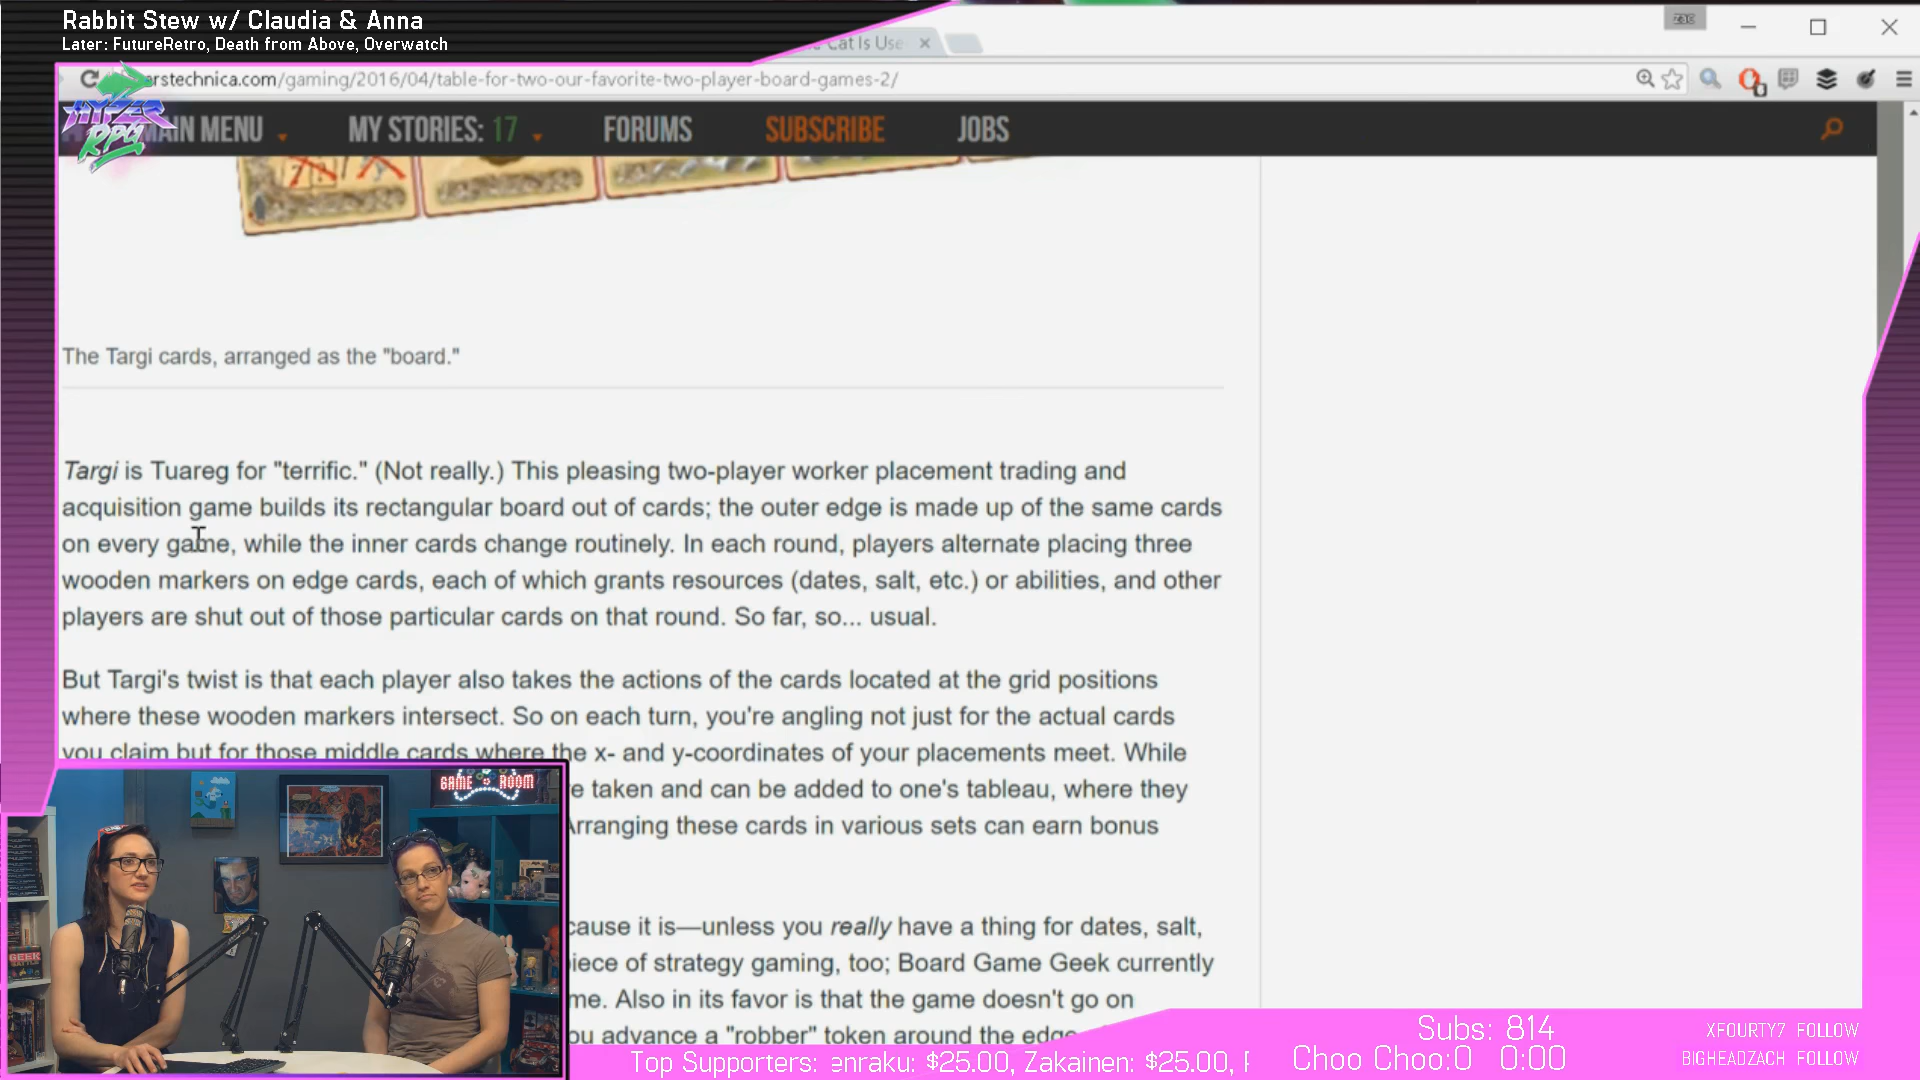 Rabbit Stew w/ Claudia & Anna
Later: FutureRetro, Death from Above, Overwatch
Cat Is Use
zac
rstechnica.com/gaming/2016/04/table-for-two-our-favorite-two-player-board-games-2/
HYPER
RPG
AIN MENU
MY STORIES: 17
FORUMS
SUBSCRIBE
JOBS
The Targi cards, arranged as the "board."
Targi is Tuareg for "terrific." (Not really.) This pleasing two-player worker placement trading and
acquisition game builds its rectangular board out of cards; the outer edge is made up of the same cards
on every game, while the inner cards change routinely. In each round, players alternate placing three
wooden markers on edge cards, each of which grants resources (dates, salt, etc.) or abilities, and other
players are shut out of those particular cards on that round. So far, so... usual.
But Targi's twist is that each player also takes the actions of the cards located at the grid positions
where these wooden markers intersect. So on each turn, you're angling not just for the actual cards
you claim but for those middle cards where the x- and y-coordinates of your placements meet. While
e taken and can be added to one's tableau, where they
Arranging these cards in various sets can earn bonus
cause it is—unless you really have a thing for dates, salt,
piece of strategy gaming, too; Board Game Geek currently
me. Also in its favor is that the game doesn't go on
ou advance a "robber" token around the edge
GAME ROOM
GEEK
BATTLE
Subs: 814
XFOURTY7 FOLLOW
Top Supporters: enraku: $25.00, Zakainen: $25.00, F
Choo Choo:0 0:00
BIGHEADZACH FOLLOW